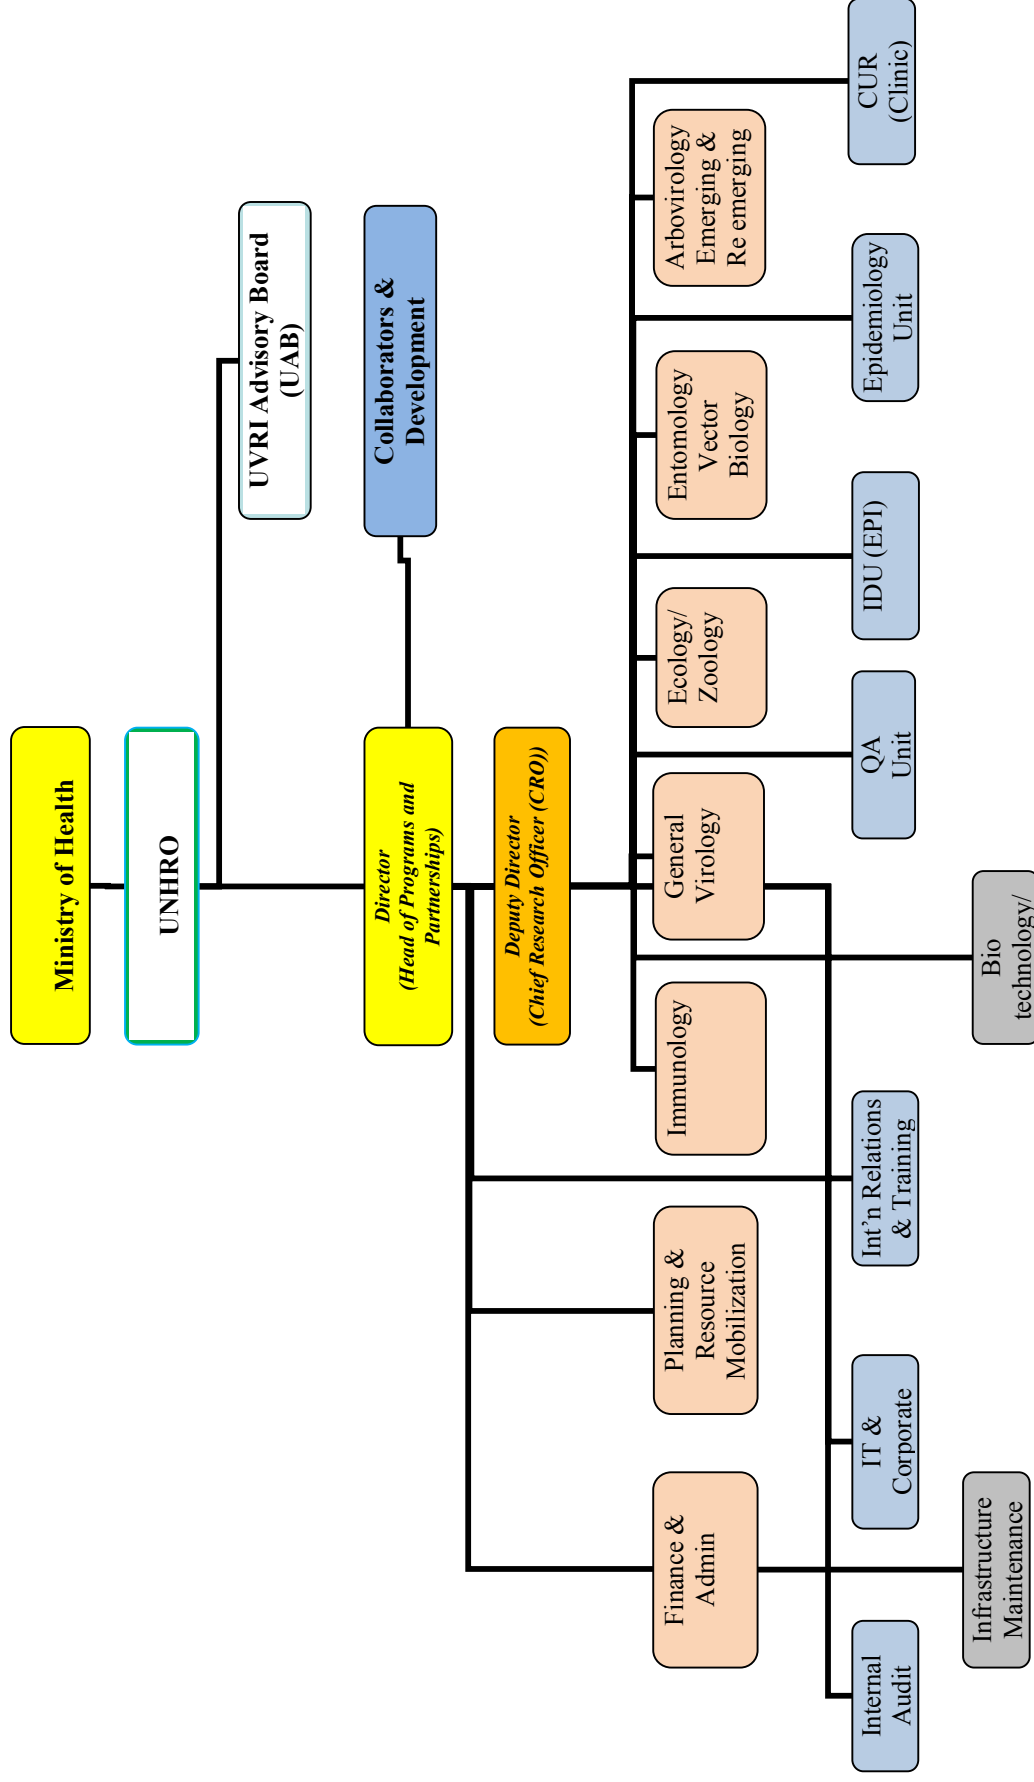 Ministry of Health
UNHRO
UVRI Advisory Board
(UAB)
Director
(Head of Programs and
Partnerships)
Collaborators &
Development
Deputy Director
(Chief Research Officer (CRO))
Finance &
Admin
Planning &
Resource
Mobilization
Immunology
General
Virology
Ecology/
Zoology
Entomology
Vector
Biology
Arbovirology
Emerging &
Re emerging
Internal
Audit
IT &
Corporate
Int'n Relations
& Training
QA
Unit
IDU (EPI)
Epidemiology
Unit
CUR
(Clinic)
Infrastructure
Maintenance
Bio
technology/